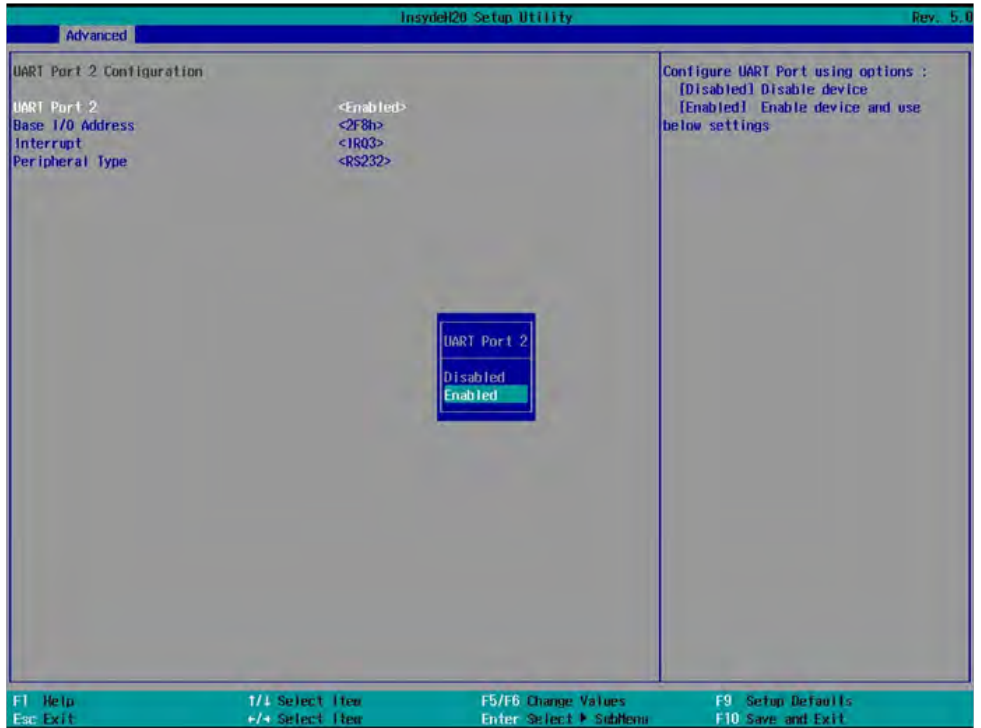 InsydeH20 Setup Utility
Rev. 5.0
Advanced
UART Port 2 Configuration
UART Port 2 <Enabled>
Base I/O Address <2F8h>
Interrupt <IRQ3>
Peripheral Type <RS232>
Configure UART Port using options :
[Disabled] Disable device
[Enabled] Enable device and use
below settings
UART Port 2
Disabled
Enabled
F1 Help
↑/↓ Select Item
F5/F6 Change Values
F9 Setup Defaults
Esc Exit
←/→ Select Item
Enter Select ▶ SubMenu
F10 Save and Exit